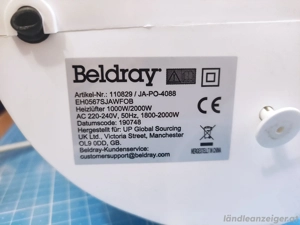 Beldray
Artikel-Nr.: 110829 / JA-PO-4088
EH0567SJAWFOB
Heizlüfter 1000W/2000W
AC 220-240V, 50Hz, 1800-2000W
Datumscode: 190748
Hergestellt für: UP Global Sourcing
UK Ltd., Victoria Street, Manchester
OL9 0DD, GB.
Beldray-Kundenservice:
customersupport@beldray.com
CE
HERGESTELLT IN CHINA
ländleanzeiger.at